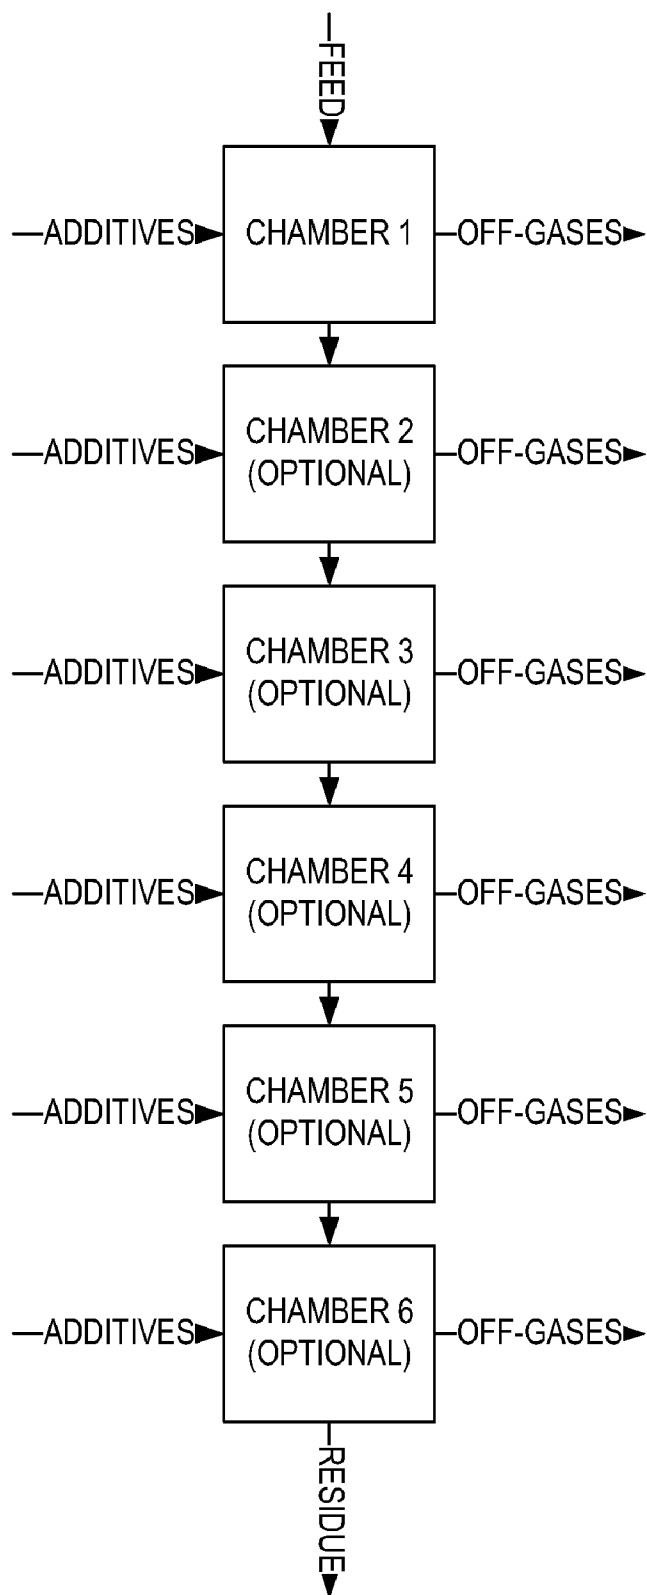 FEED
ADDITIVES CHAMBER 1 OFF-GASES
CHAMBER 2
ADDITIVES OFF-GASES
(OPTIONAL)
CHAMBER 3
ADDITIVES OFF-GASES
(OPTIONAL)
CHAMBER 4
ADDITIVES OFF-GASES
(OPTIONAL)
CHAMBER 5
ADDITIVES OFF-GASES
(OPTIONAL)
CHAMBER 6
ADDITIVES OFF-GASES
(OPTIONAL)
RESIDUE